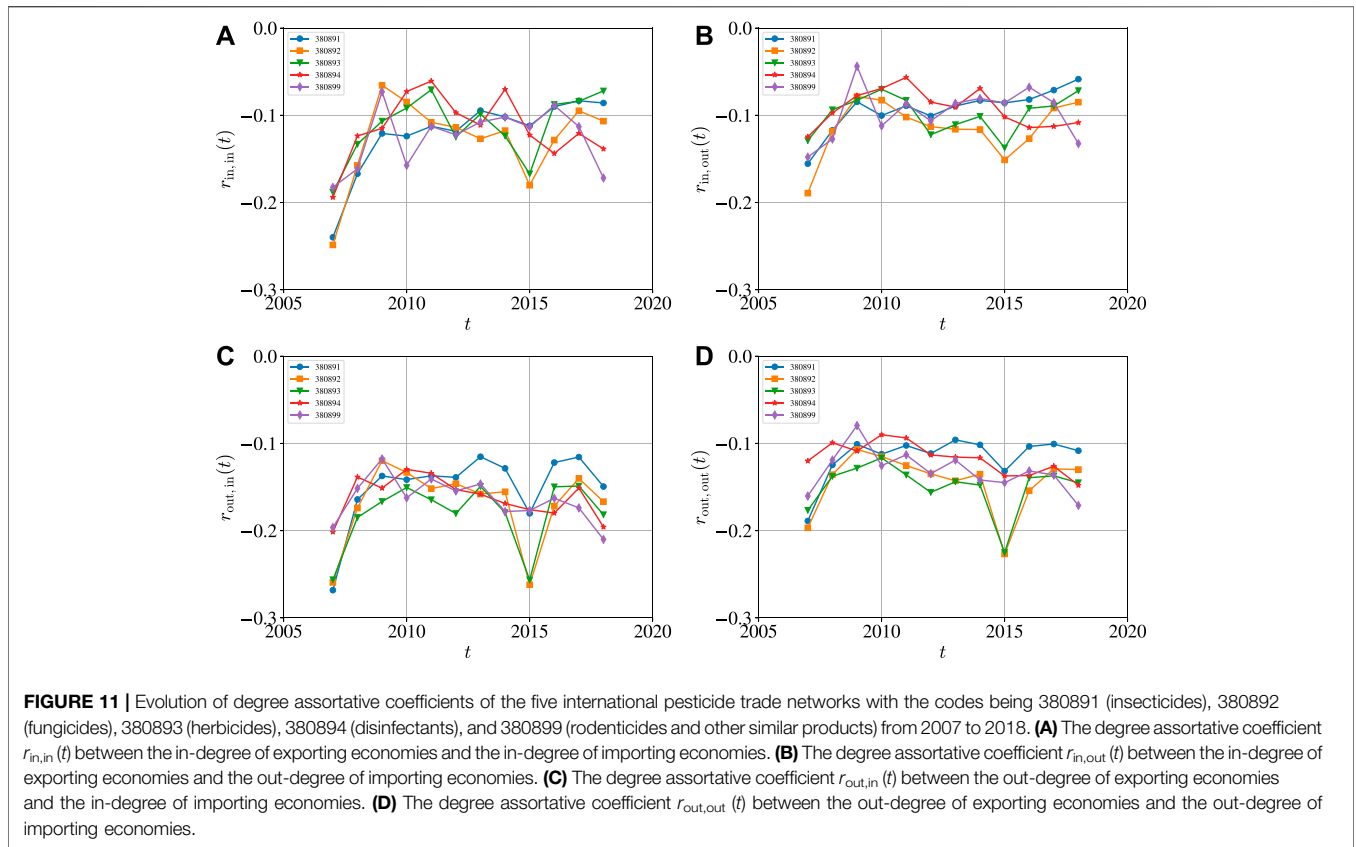 A
0.0
−0.1
−0.2
−0.3
r_in, in(t)
380891
380892
380893
380894
380899
2005
2010
2015
2020
t
B
0.0
−0.1
−0.2
−0.3
r_in, out(t)
380891
380892
380893
380894
380899
2005
2010
2015
2020
t
C
0.0
−0.1
−0.2
−0.3
r_out, in(t)
380891
380892
380893
380894
380899
2005
2010
2015
2020
t
D
0.0
−0.1
−0.2
−0.3
r_out, out(t)
380891
380892
380893
380894
380899
2005
2010
2015
2020
t
FIGURE 11 | Evolution of degree assortative coefficients of the five international pesticide trade networks with the codes being 380891 (insecticides), 380892
(fungicides), 380893 (herbicides), 380894 (disinfectants), and 380899 (rodenticides and other similar products) from 2007 to 2018. (A) The degree assortative coefficient
r_in,in (t) between the in-degree of exporting economies and the in-degree of importing economies. (B) The degree assortative coefficient r_in,out (t) between the in-degree of
exporting economies and the out-degree of importing economies. (C) The degree assortative coefficient r_out,in (t) between the out-degree of exporting economies
and the in-degree of importing economies. (D) The degree assortative coefficient r_out,out (t) between the out-degree of exporting economies and the out-degree of
importing economies.